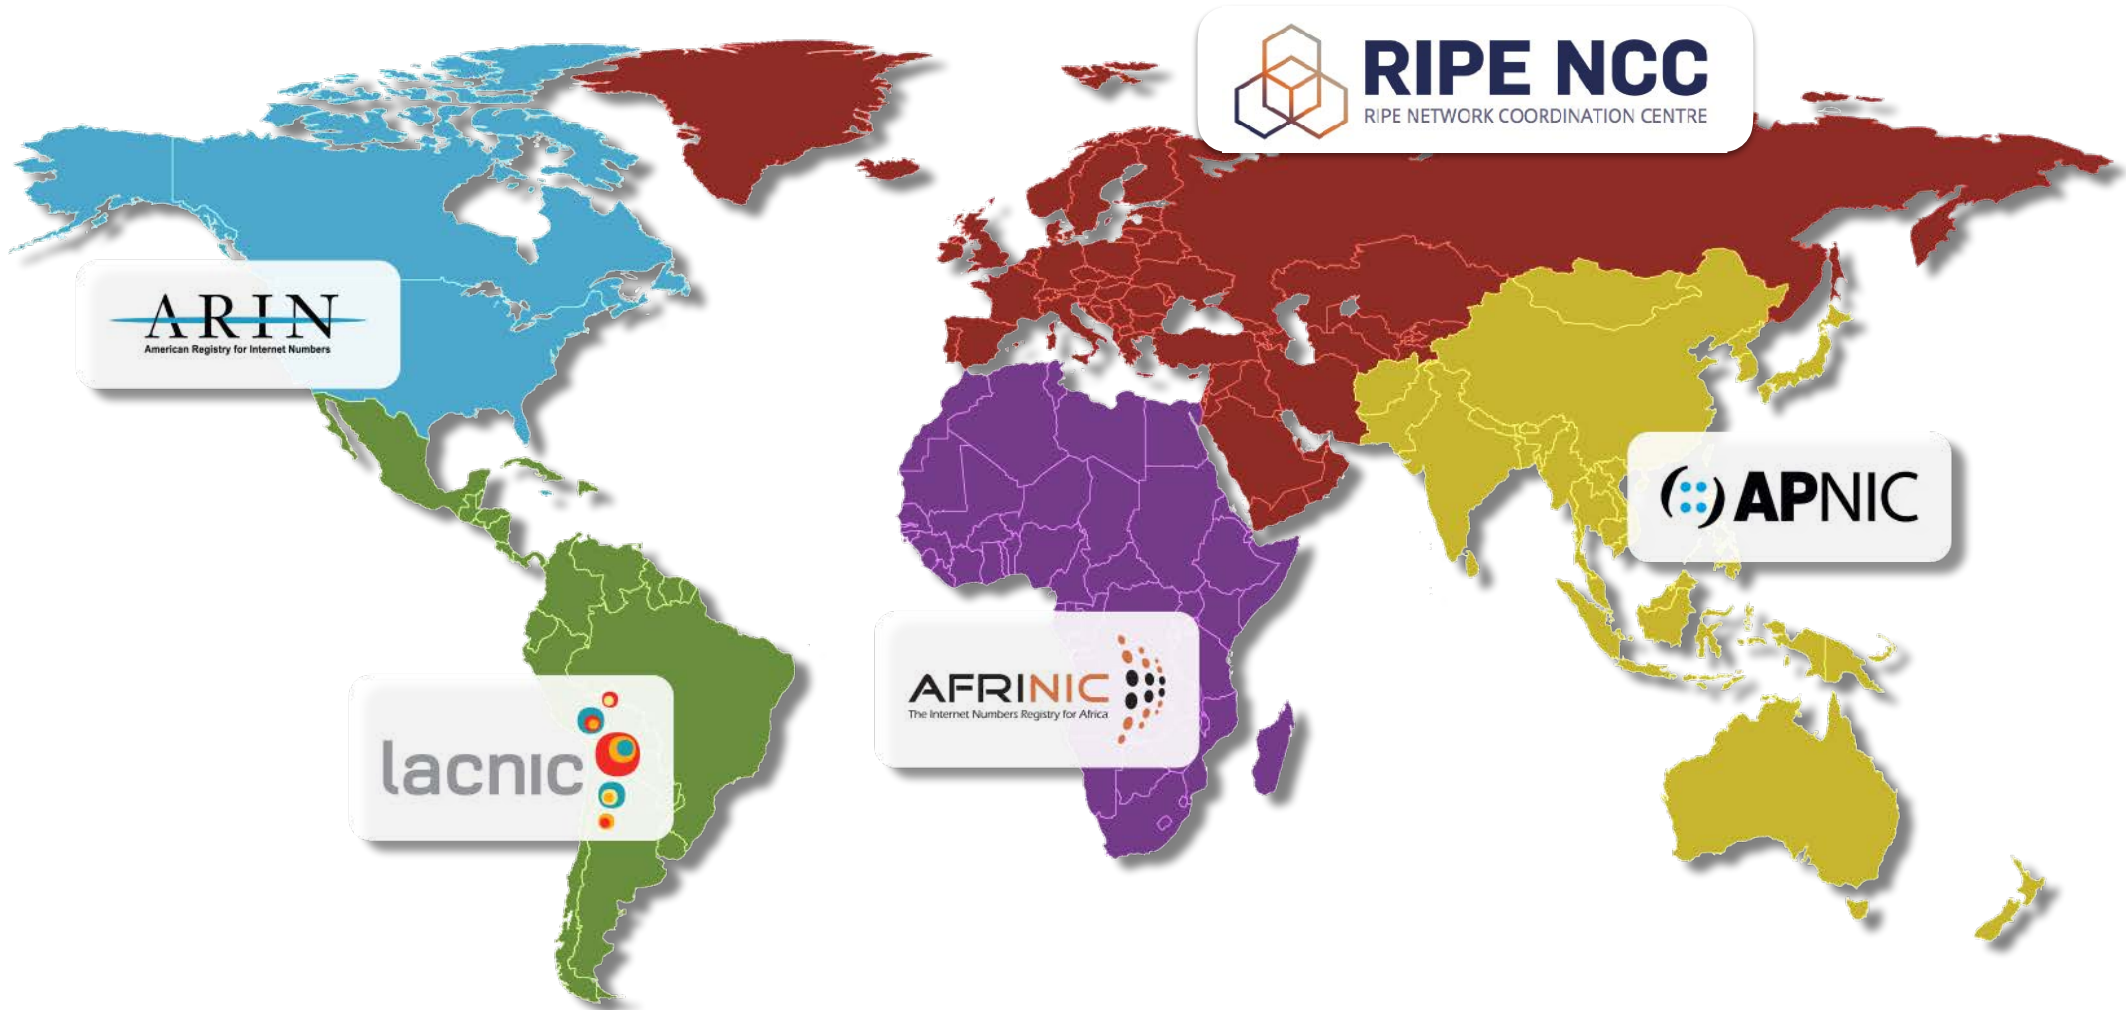 RIPE NCC
RIPE NETWORK COORDINATION CENTRE
ARIN
American Registry for Internet Numbers
APNIC
AFRINIC
The Internet Numbers Registry for Africa
lacnic